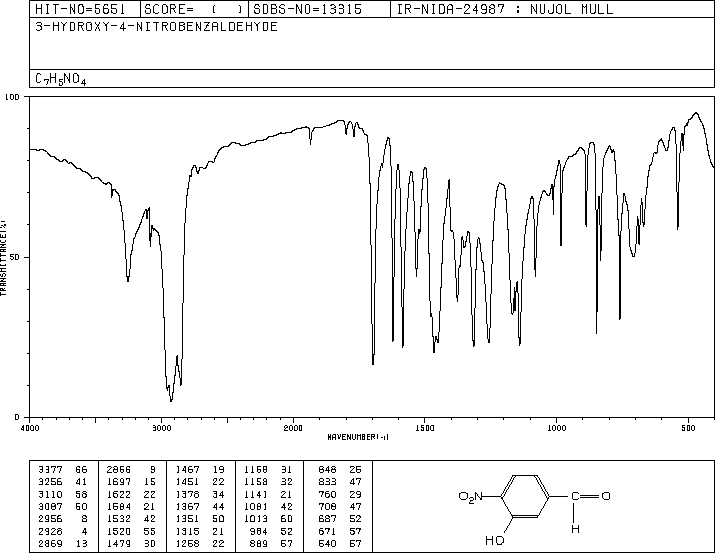 HIT-NO=5651 SCORE= ( ) SDBS-NO=13315 IR-NIDA-24987 : NUJOL MULL
3-HYDROXY-4-NITROBENZALDEHYDE
C7H5NO4
100
TRANSMITTANCE(%)
50
0
4000 3000 2000 1500 1000 500
WAVENUMBER(-1)
3377 66 2866 9 1467 19 1168 31 848 25
3256 41 1697 15 1451 22 1158 32 833 47
3110 58 1622 22 1378 34 1141 21 760 29
3087 50 1584 21 1367 44 1081 42 708 47
2956 8 1532 42 1351 50 1013 60 687 52
2928 4 1520 55 1315 21 984 52 671 57
2869 13 1479 30 1258 22 889 57 540 57
O2N C O
HO H